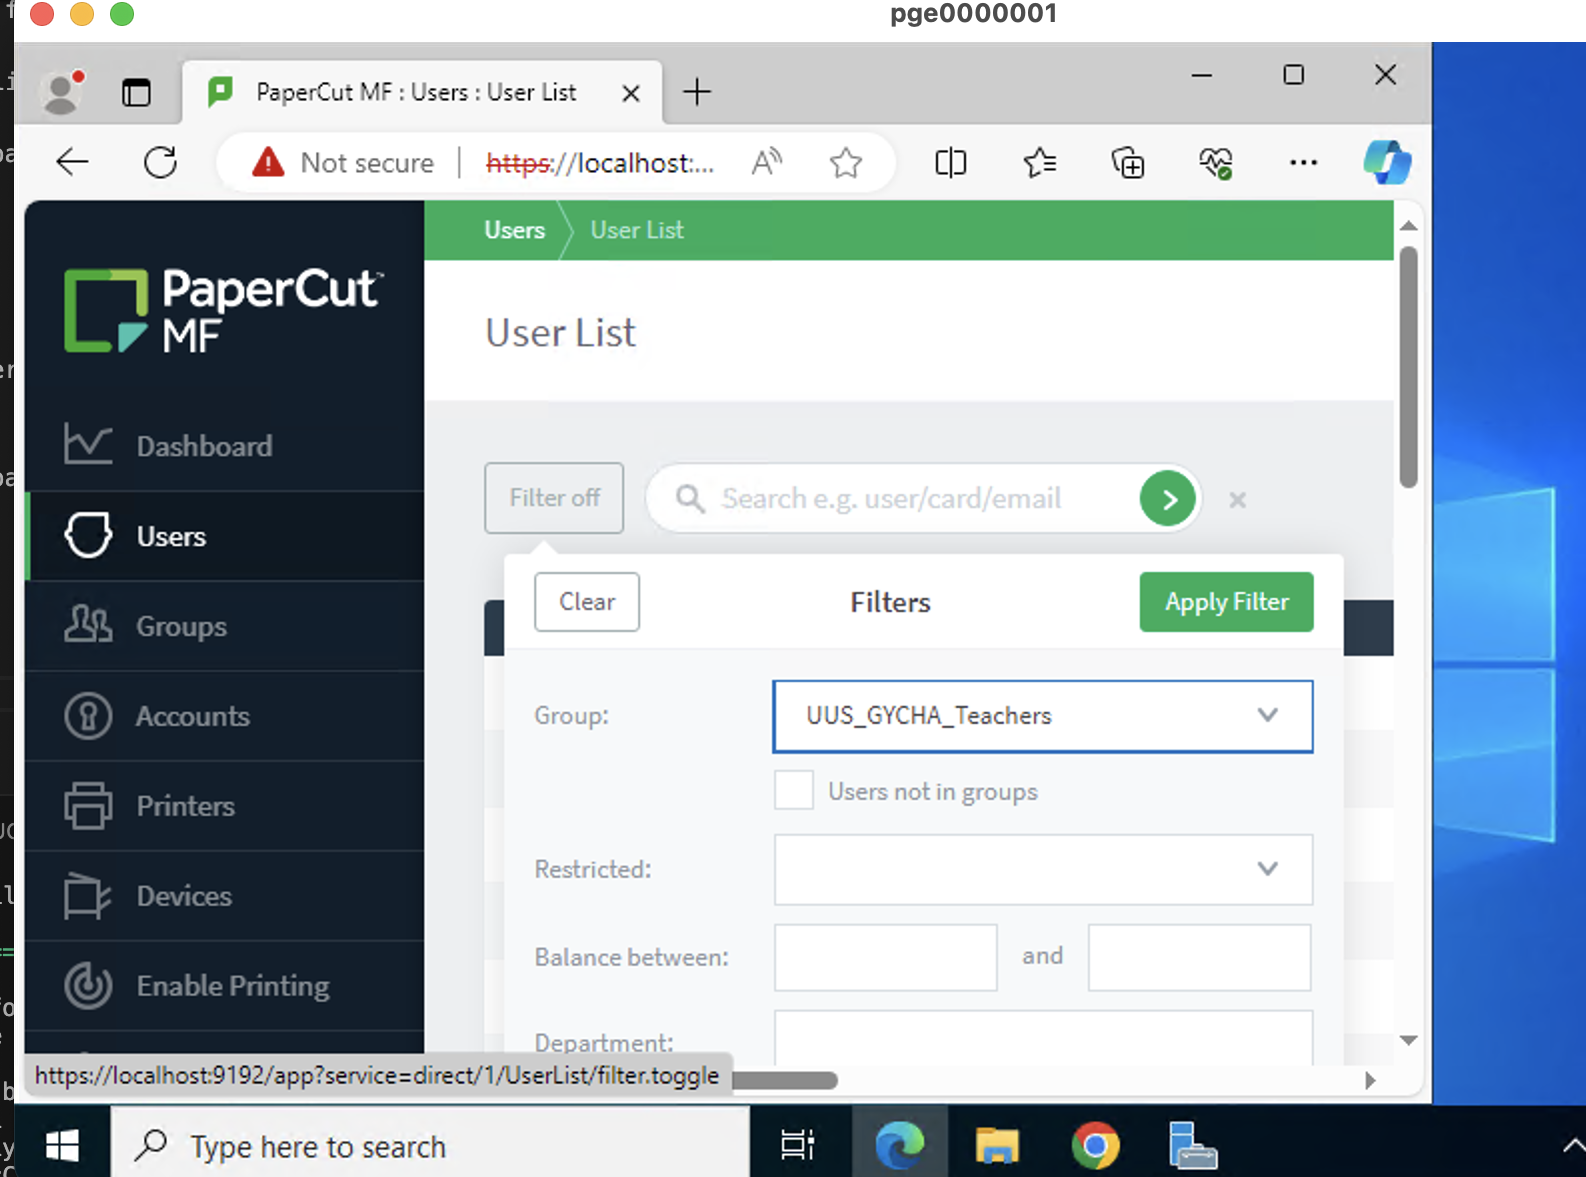 pge0000001
PaperCut MF : Users : User List
Not secure
https://localhost:...
Users
User List
PaperCut™
MF
User List
Dashboard
Filter off
Search e.g. user/card/email
Users
Clear
Filters
Apply Filter
Groups
Group:
UUS_GYCHA_Teachers
Accounts
Users not in groups
Printers
Restricted:
Devices
Balance between:
and
Enable Printing
Department:
https://localhost:9192/app?service=direct/1/UserList/filter.toggle
Type here to search